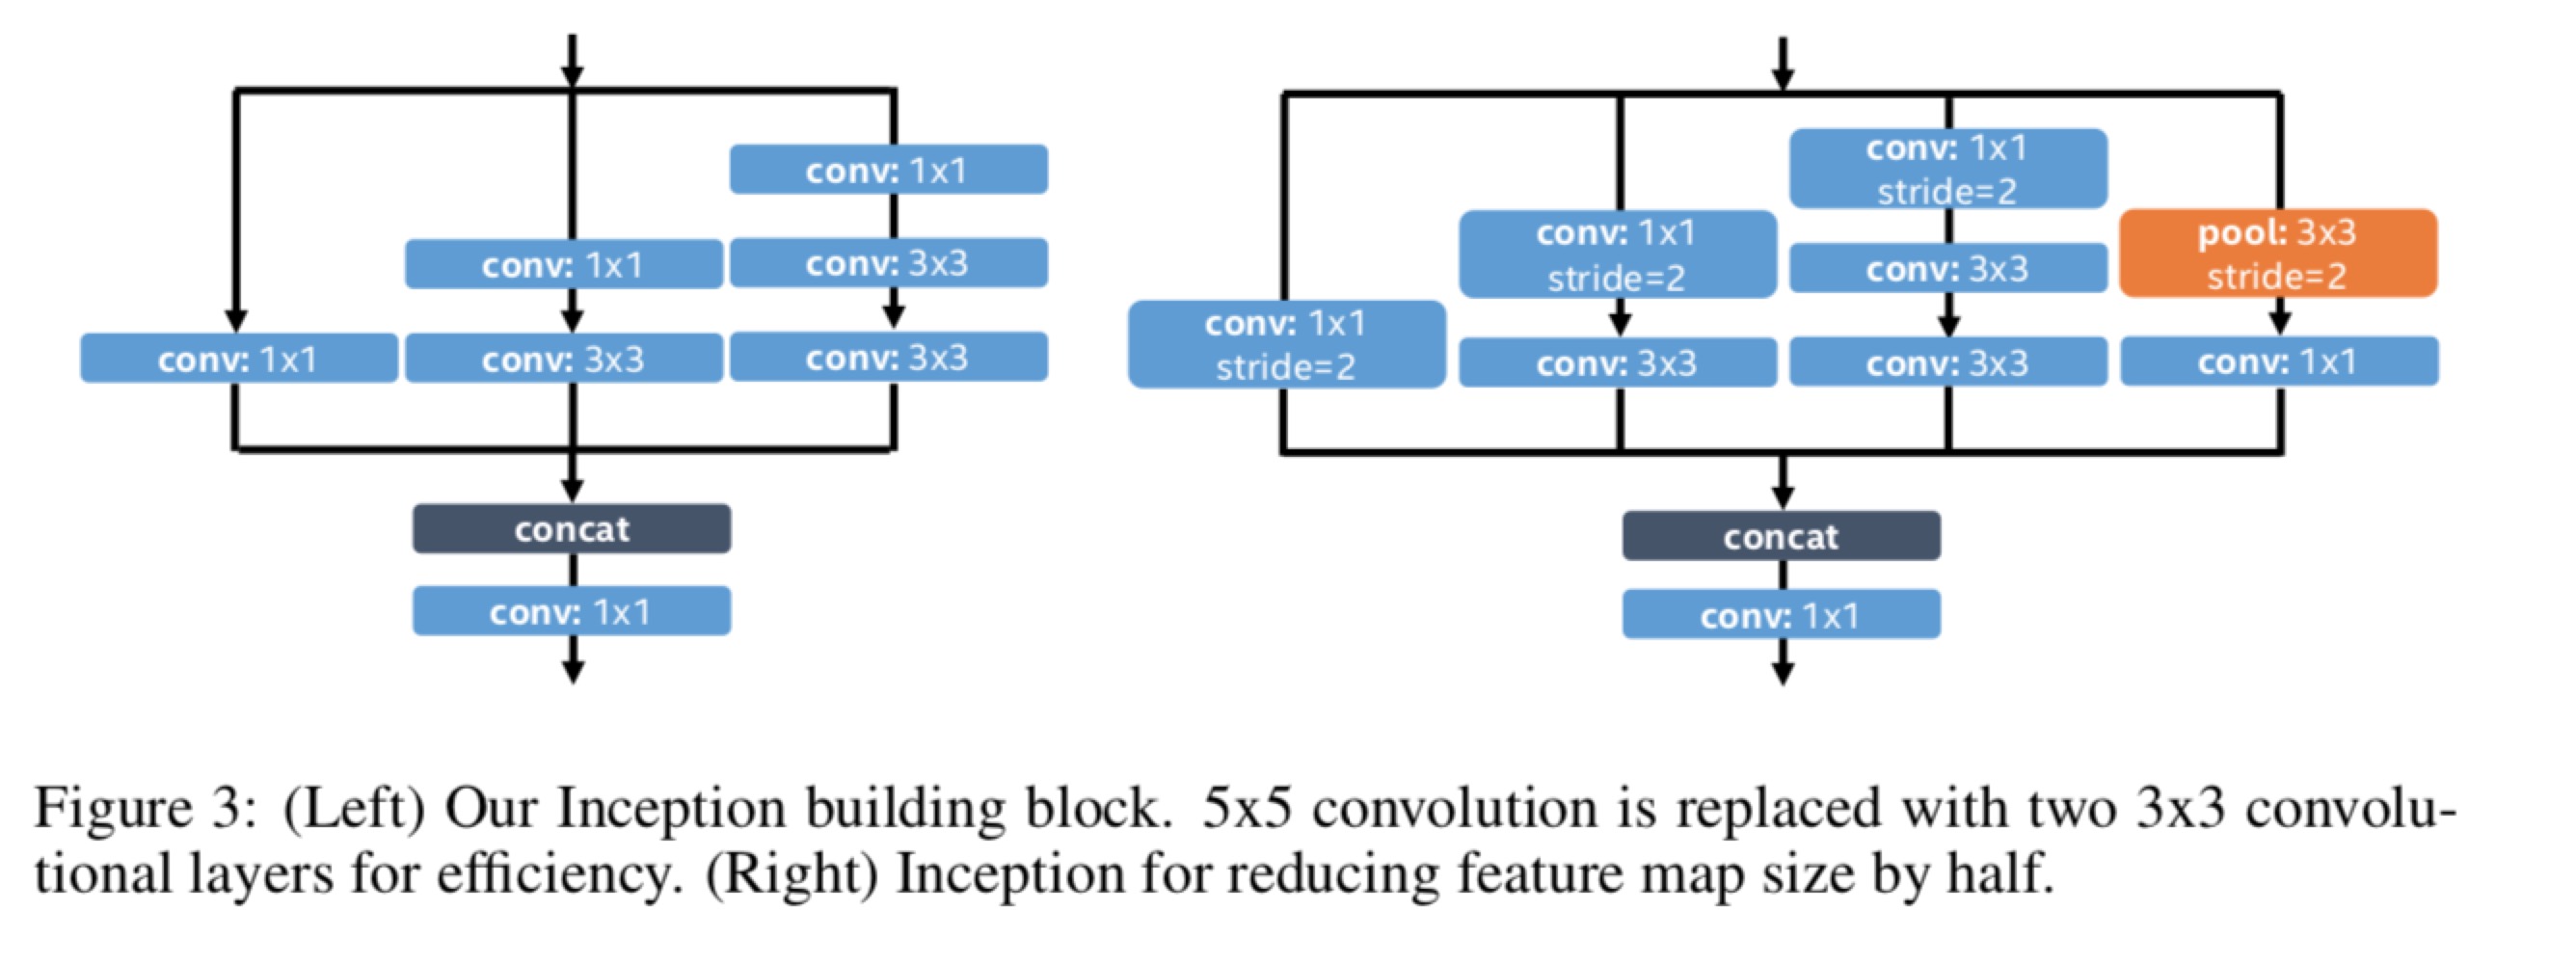 conv: 1x1
conv: 1x1
conv: 3x3
conv: 1x1
conv: 3x3
conv: 3x3
concat
conv: 1x1
conv: 1x1
stride=2
conv: 1x1
stride=2
conv: 3x3
pool: 3x3
stride=2
conv: 1x1
stride=2
conv: 3x3
conv: 3x3
conv: 1x1
concat
conv: 1x1
Figure 3: (Left) Our Inception building block. 5x5 convolution is replaced with two 3x3 convolu-
tional layers for efficiency. (Right) Inception for reducing feature map size by half.